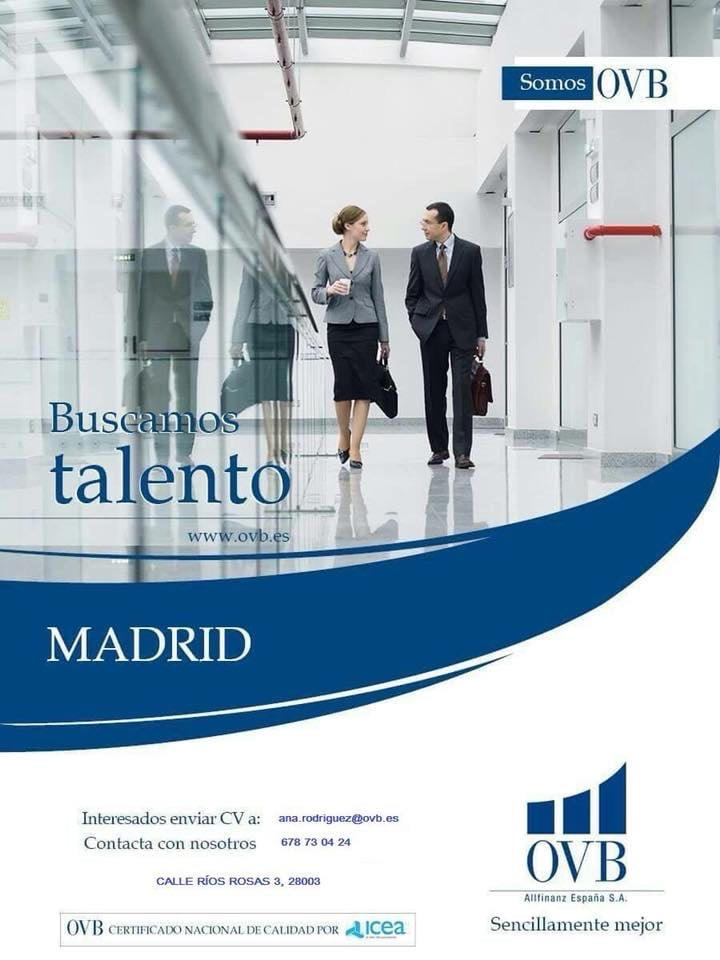 Somos OVB
Buscamos
talento
www.ovb.es
MADRID
Interesados enviar CV a: ana.rodriguez@ovb.es
Contacta con nosotros 678 73 04 24
CALLE RÍOS ROSAS 3, 28003
OVB CERTIFICADO NACIONAL DE CALIDAD POR icea
OVB
Allfinanz España S.A.
Sencillamente mejor